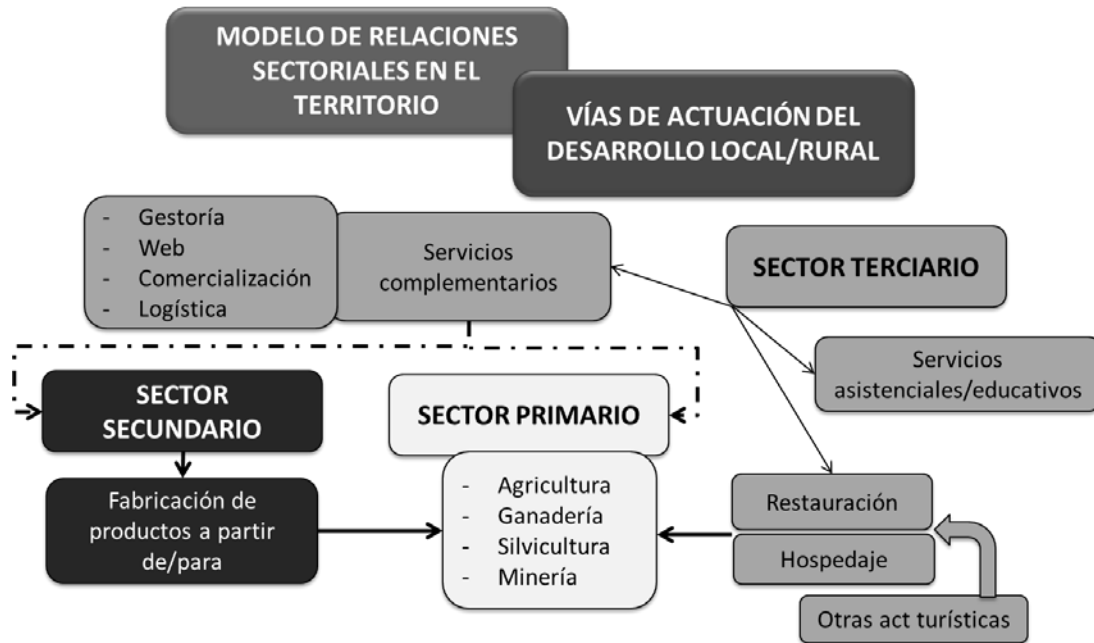 MODELO DE RELACIONES
SECTORIALES EN EL
TERRITORIO
VÍAS DE ACTUACIÓN DEL
DESARROLLO LOCAL/RURAL
- Gestoría
- Web
- Comercialización
- Logística
Servicios
complementarios
SECTOR TERCIARIO
Servicios
asistenciales/educativos
SECTOR
SECUNDARIO
SECTOR PRIMARIO
Fabricación de
productos a partir
de/para
- Agricultura
- Ganadería
- Silvicultura
- Minería
Restauración
Hospedaje
Otras act turísticas